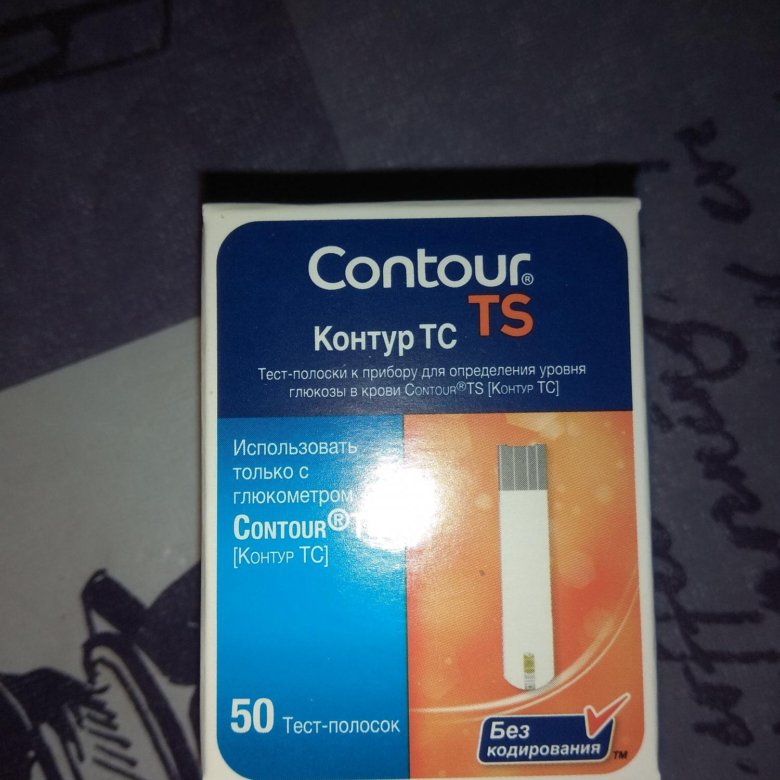 Contour®
TS
Контур ТС
Тест-полоски к прибору для определения уровня
глюкозы в крови CONTOUR®TS [КОНТУР ТС]
Использовать
только с
глюкометром
CONTOUR®
[КОНТУР ТС]
50 Тест-полосок
Без
кодирования™